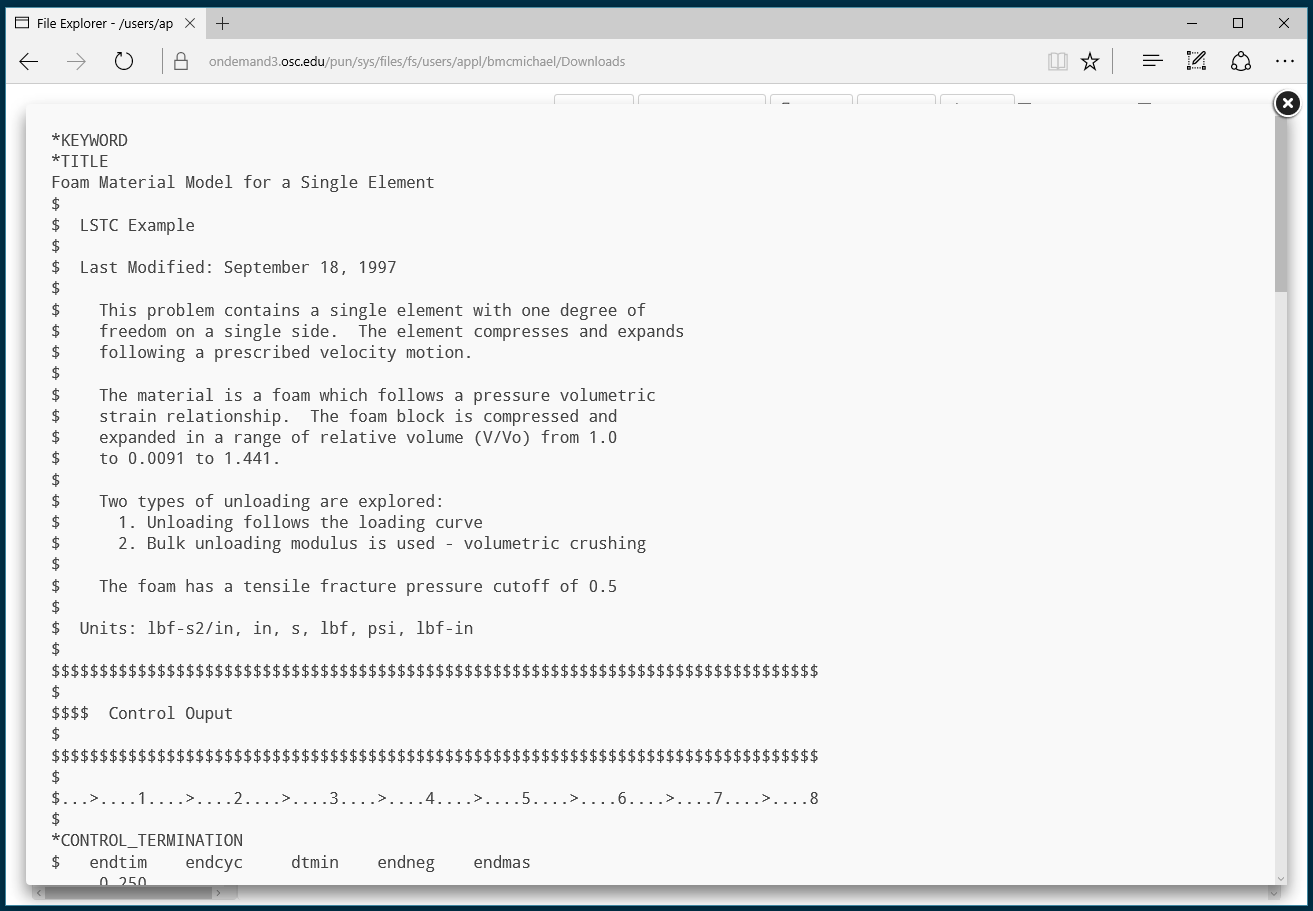 File Explorer - /users/ap
ondemand3.osc.edu/pun/sys/files/fs/users/appl/bmcmichael/Downloads
*KEYWORD
*TITLE
Foam Material Model for a Single Element
$
$  LSTC Example
$
$  Last Modified: September 18, 1997
$
$    This problem contains a single element with one degree of
$    freedom on a single side.  The element compresses and expands
$    following a prescribed velocity motion.
$
$    The material is a foam which follows a pressure volumetric
$    strain relationship.  The foam block is compressed and
$    expanded in a range of relative volume (V/Vo) from 1.0
$    to 0.0091 to 1.441.
$
$    Two types of unloading are explored:
$      1. Unloading follows the loading curve
$      2. Bulk unloading modulus is used - volumetric crushing
$
$    The foam has a tensile fracture pressure cutoff of 0.5
$
$  Units: lbf-s2/in, in, s, lbf, psi, lbf-in
$
$$$$$$$$$$$$$$$$$$$$$$$$$$$$$$$$$$$$$$$$$$$$$$$$$$$$$$$$$$$$$$$$$$$$$$$$$$$$$$$$
$
$$$$  Control Ouput
$
$$$$$$$$$$$$$$$$$$$$$$$$$$$$$$$$$$$$$$$$$$$$$$$$$$$$$$$$$$$$$$$$$$$$$$$$$$$$$$$$
$
$...>....1....>....2....>....3....>....4....>....5....>....6....>....7....>....8
$
*CONTROL_TERMINATION
$   endtim    endcyc     dtmin    endneg    endmas
     0.250